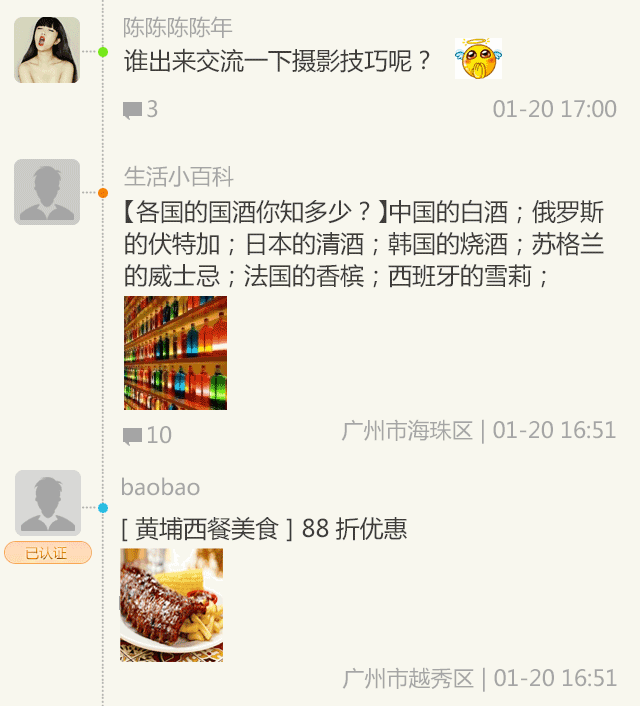 陈陈陈陈年
谁出来交流一下摄影技巧呢？
3
01-20 17:00
生活小百科
【各国的国酒你知多少？】中国的白酒；俄罗斯
的伏特加；日本的清酒；韩国的烧酒；苏格兰
的威士忌；法国的香槟；西班牙的雪莉；
10
广州市海珠区 | 01-20 16:51
baobao
[ 黄埔西餐美食 ] 88 折优惠
已认证
广州市越秀区 | 01-20 16:51